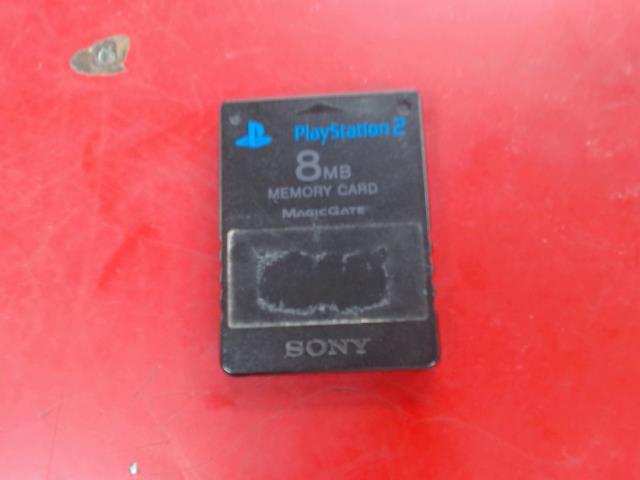 PlayStation 2
8MB
MEMORY CARD
MAGICGATE
SONY